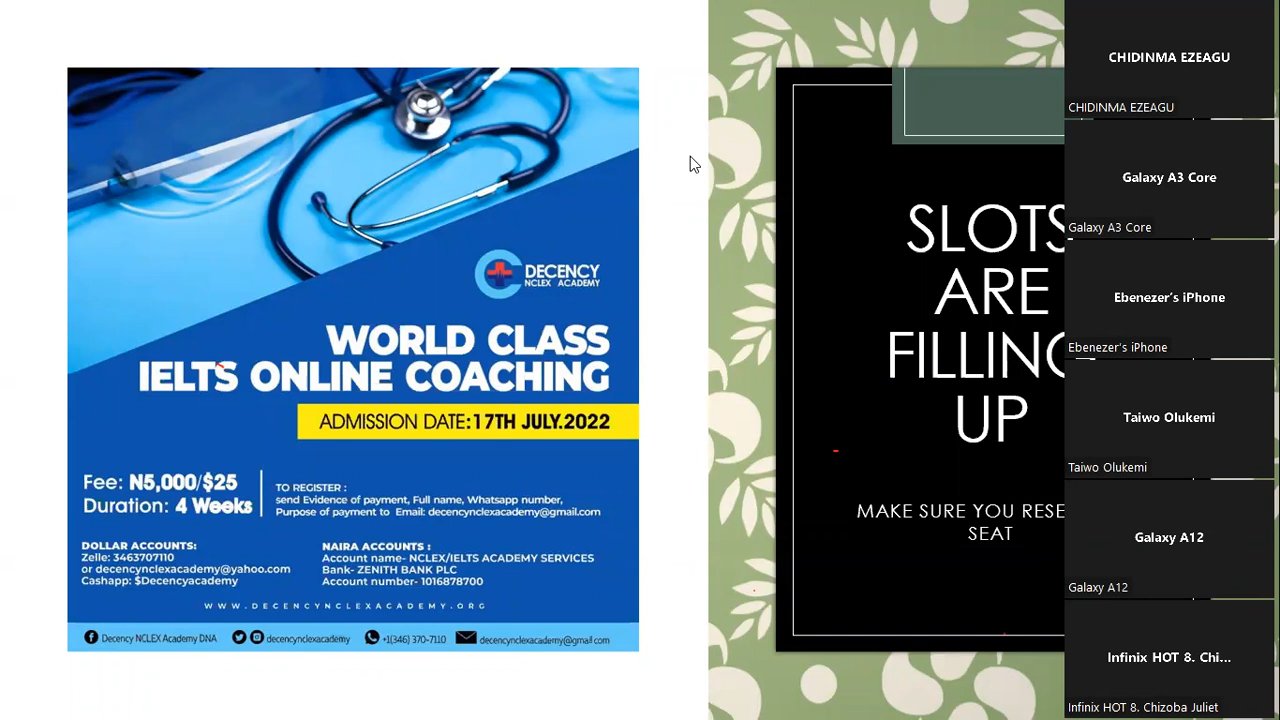 DECENCY
NCLEX ACADEMY
WORLD CLASS
IELTS ONLINE COACHING
ADMISSION DATE:17TH JULY.2022
Fee: N5,000/$25
Duration: 4 Weeks
TO REGISTER :
send Evidence of payment, Full name, Whatsapp number,
Purpose of payment to Email: decencynclexacademy@gmail.com
DOLLAR ACCOUNTS:
Zelle: 3463707110
or decencynclexacademy@yahoo.com
Cashapp: $Decencyacademy
NAIRA ACCOUNTS :
Account name- NCLEX/IELTS ACADEMY SERVICES
Bank- ZENITH BANK PLC
Account number- 1016878700
WWW.DECENCYNCLEXACADEMY.ORG
Decency NCLEX Academy DNA
decencynclexacademy
+1(346) 370-7110
decencynclexacademy@gmail.com
SLOTS
ARE
FILLING
UP
MAKE SURE YOU RESE
SEAT
CHIDINMA EZEAGU
CHIDINMA EZEAGU
Galaxy A3 Core
Galaxy A3 Core
Ebenezer's iPhone
Ebenezer's iPhone
Taiwo Olukemi
Taiwo Olukemi
Galaxy A12
Galaxy A12
Infinix HOT 8. Chi...
Infinix HOT 8. Chizoba Juliet